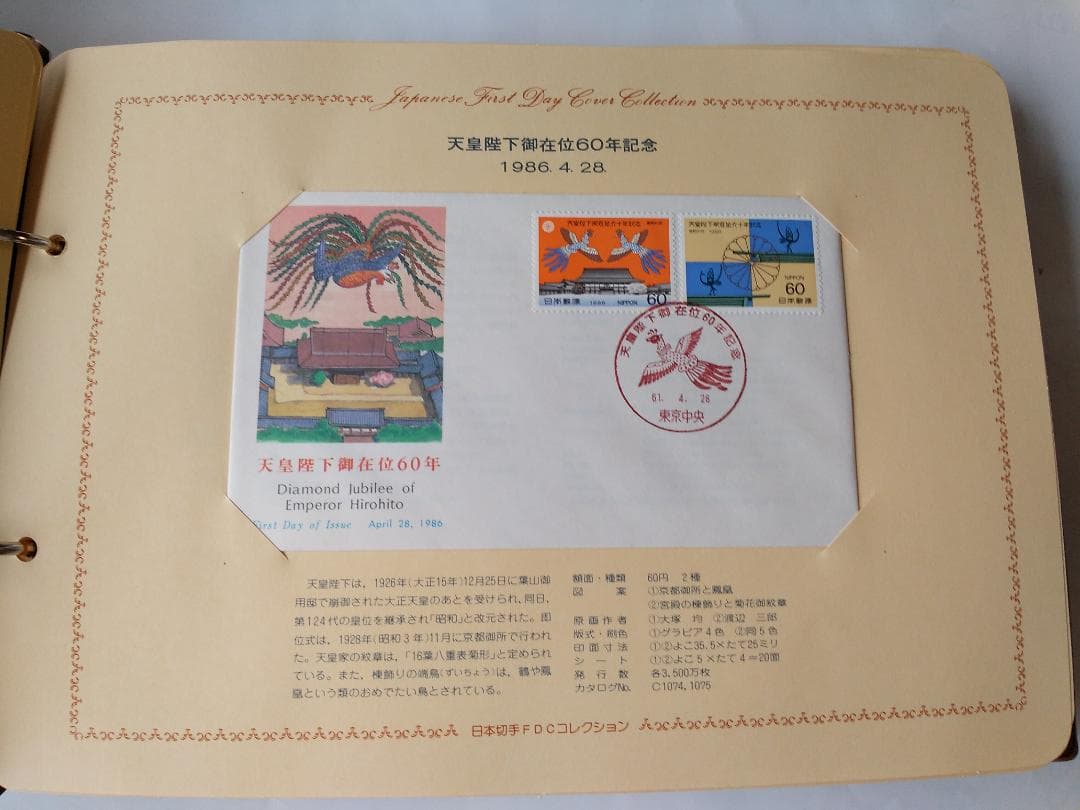 Japanese First Day Cover Collection
天皇陛下御在位60年記念
1986. 4. 28.
天皇陛下御在位六十年記念
日本郵便 1986 NIPPON 60
天皇陛下御在位六十年記念
NIPPON
60
日本郵便
天皇陛下御在位60年記念
61. 4. 28
東京中央
天皇陛下御在位60年
Diamond Jubilee of
Emperor Hirohito
First Day of Issue April 28, 1986
天皇陛下は、1926年(大正15年)12月25日に葉山御
用邸で崩御された大正天皇のあとを受けられ、同日、
第124代の皇位を継承され「昭和」と改元された。即
位式は、1928年(昭和3年)11月に京都御所で行われ
た。天皇家の紋章は、「16葉八重表菊形」と定められ
ている。また、棟飾りの端鳥(ずいちょう)は、鶴や鳳
凰という類のおめでたい鳥とされている。
額面・種類 60円 2種
図案 ①京都御所と鳳凰
②宮殿の棟飾りと菊花御紋章
原画作者 ①大塚 均 ②渡辺 三郎
版式・刷色 ①グラビア4色 ②同5色
印面寸法 ①②よこ35.5×たて25ミリ
シート ①②よこ5×たて4=20面
発行数 各3,500万枚
カタログNo. C1074,1075
日本切手FDCコレクション